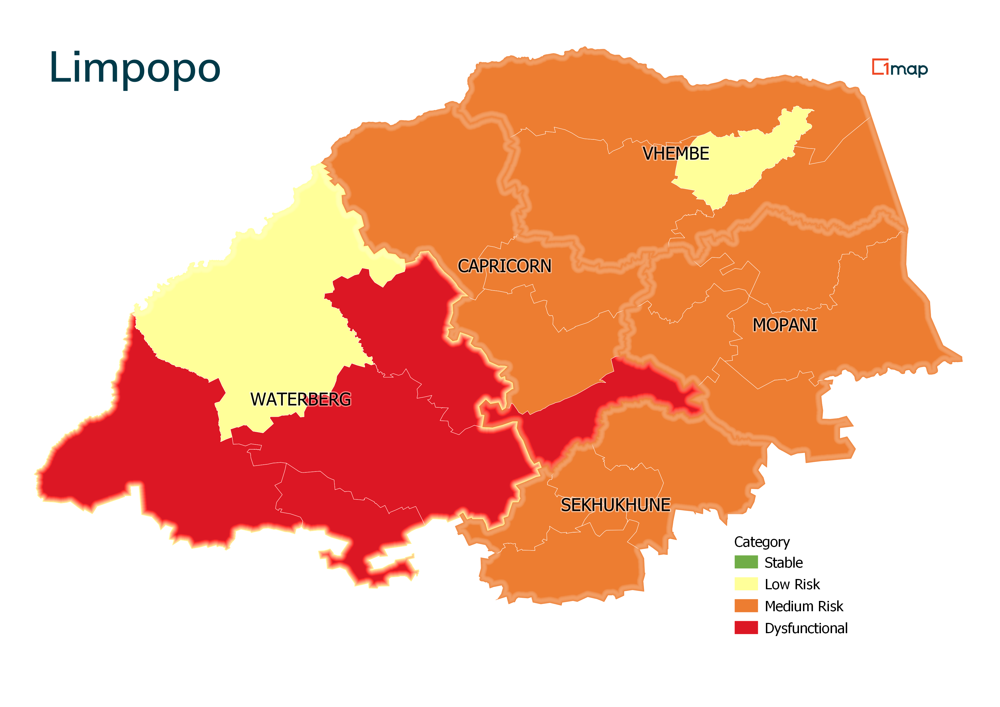 Limpopo
1map
VHEMBE
CAPRICORN
MOPANI
WATERBERG
SEKHUKHUNE
Category
Stable
Low Risk
Medium Risk
Dysfunctional